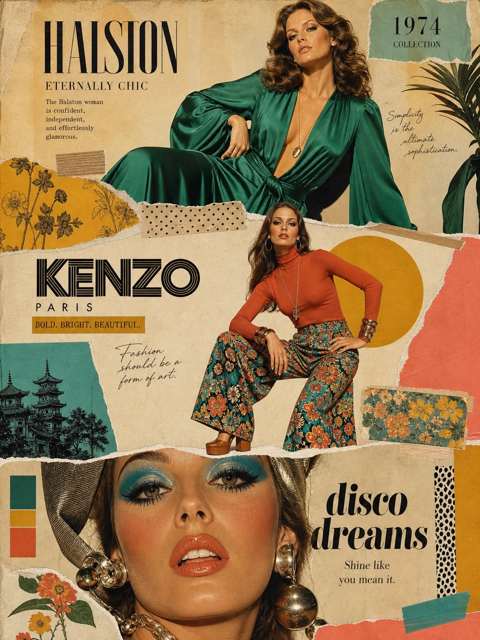 HALSTON
ETERNALLY CHIC
The Halston woman
is confident,
independent,
and effortlessly
glamorous.
1974
COLLECTION
Simplicity
is the
ultimate
sophistication.
KENZO
PARIS
BOLD. BRIGHT. BEAUTIFUL.
Fashion
should be a
form of art.
disco
dreams
Shine like
you mean it.